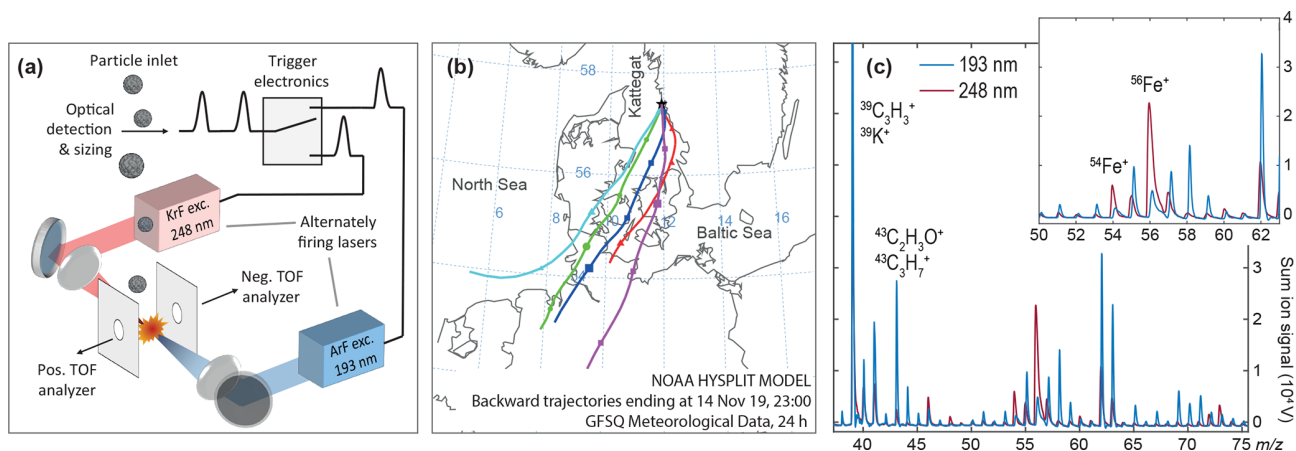 (a)
Particle inlet
Trigger
electronics
Optical
detection
& sizing
KrF exc.
248 nm
Alternately
firing lasers
Neg. TOF
analyzer
Pos. TOF
analyzer
ArF exc.
193 nm
(b)
58
Kattegat
56
North Sea
6
8
12
14
16
Baltic Sea
NOAA HYSPLIT MODEL
Backward trajectories ending at 14 Nov 19, 23:00
GFSQ Meteorological Data, 24 h
(c)
193 nm
248 nm
³⁹C₃H₃⁺
³⁹K⁺
⁵⁶Fe⁺
⁵⁴Fe⁺
4
3
2
1
0
50 52 54 56 58 60 62
⁴³C₂H₃O⁺
⁴³C₃H₇⁺
3
2
1
0
Sum ion signal (10⁴ V)
40 45 50 55 60 65 70 75 m/z